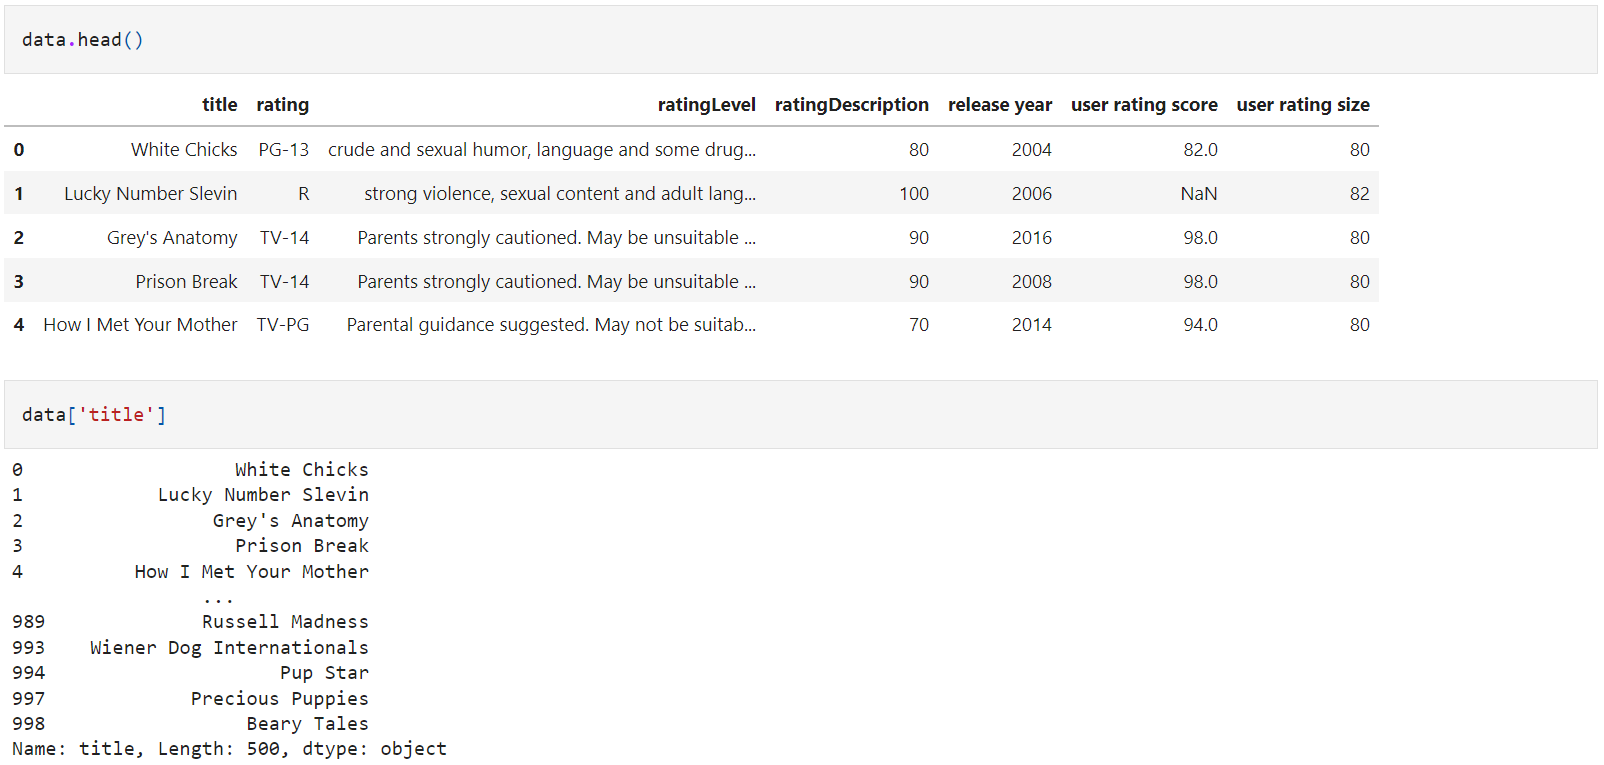 data.head()
title rating ratingLevel ratingDescription release year user rating score user rating size
0 White Chicks PG-13 crude and sexual humor, language and some drug... 80 2004 82.0 80
1 Lucky Number Slevin R strong violence, sexual content and adult lang... 100 2006 NaN 82
2 Grey's Anatomy TV-14 Parents strongly cautioned. May be unsuitable ... 90 2016 98.0 80
3 Prison Break TV-14 Parents strongly cautioned. May be unsuitable ... 90 2008 98.0 80
4 How I Met Your Mother TV-PG Parental guidance suggested. May not be suitab... 70 2014 94.0 80
data['title']
0 White Chicks
1 Lucky Number Slevin
2 Grey's Anatomy
3 Prison Break
4 How I Met Your Mother
...
989 Russell Madness
993 Wiener Dog Internationals
994 Pup Star
997 Precious Puppies
998 Beary Tales
Name: title, Length: 500, dtype: object